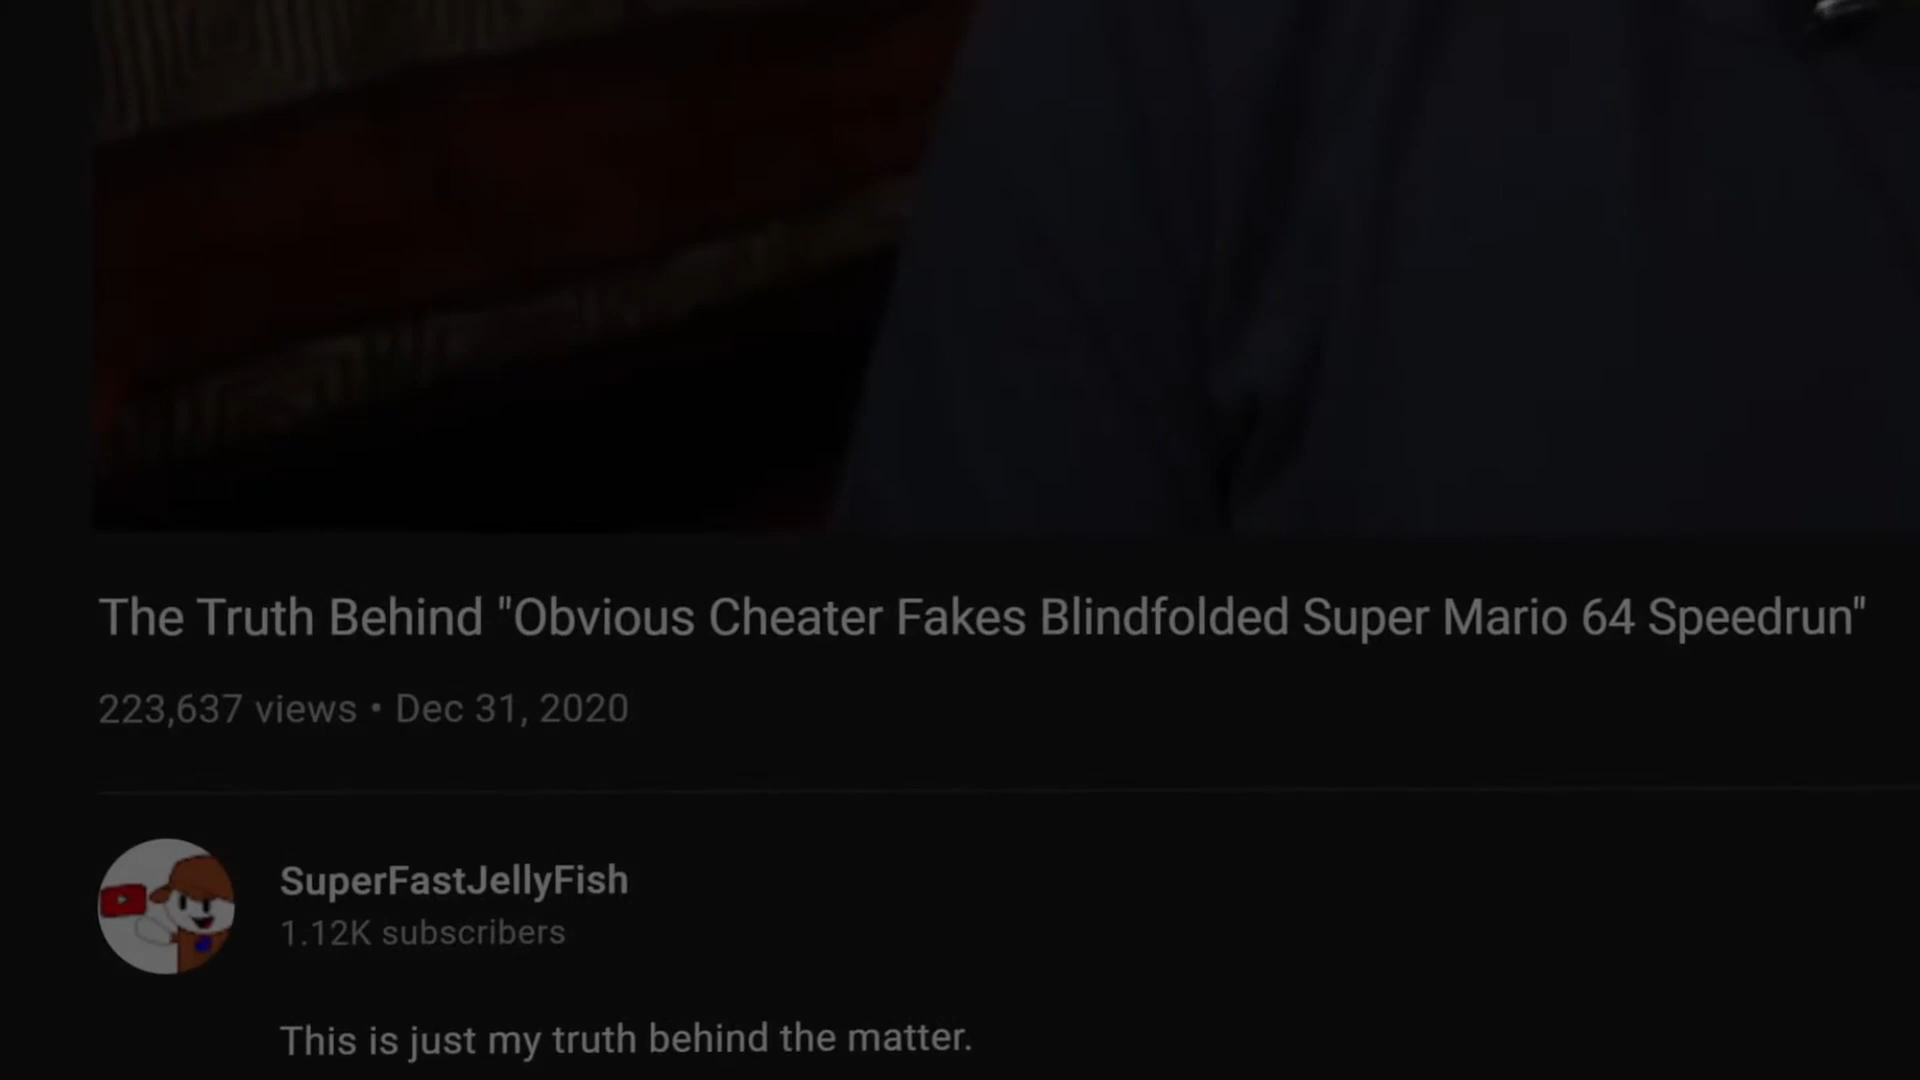 The Truth Behind "Obvious Cheater Fakes Blindfolded Super Mario 64 Speedrun"
223,637 views • Dec 31, 2020
SuperFastJellyFish
1.12K subscribers
This is just my truth behind the matter.